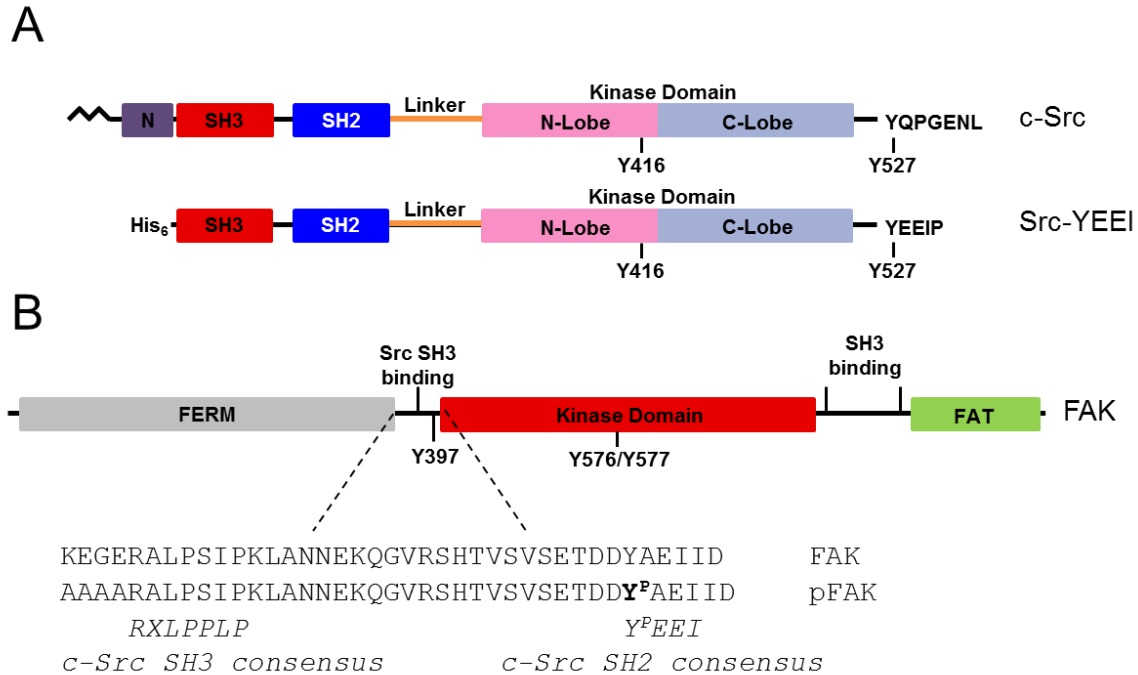 A
Kinase Domain
Linker
N SH3 SH2 N-Lobe C-Lobe YQPGENL c-Src
Y416 Y527
Kinase Domain
Linker
His6 SH3 SH2 N-Lobe C-Lobe YEEIP Src-YEEI
Y416 Y527
B
Src SH3 binding
SH3 binding
FERM Kinase Domain FAT FAK
Y397 Y576/Y577
KEGERALPSIPKLANNEKQGVRSHTVSVSETDDYAEIID FAK
AAAARALPSIPKLANNEKQGVRSHTVSVSETDDYPAEIID pFAK
RXLPPLP YPEEI
c-Src SH3 consensus c-Src SH2 consensus